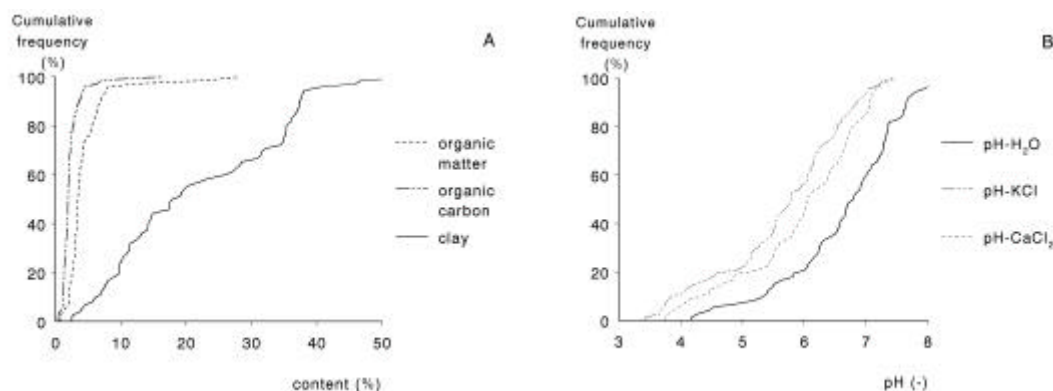 Cumulative
frequency
(%)
A
100
80
60
40
20
0
0 10 20 30 40 50
content (%)
organic
matter
organic
carbon
clay
Cumulative
frequency
(%)
B
100
80
60
40
20
0
3 4 5 6 7 8
pH (-)
pH-H₂O
pH-KCl
pH-CaCl₂